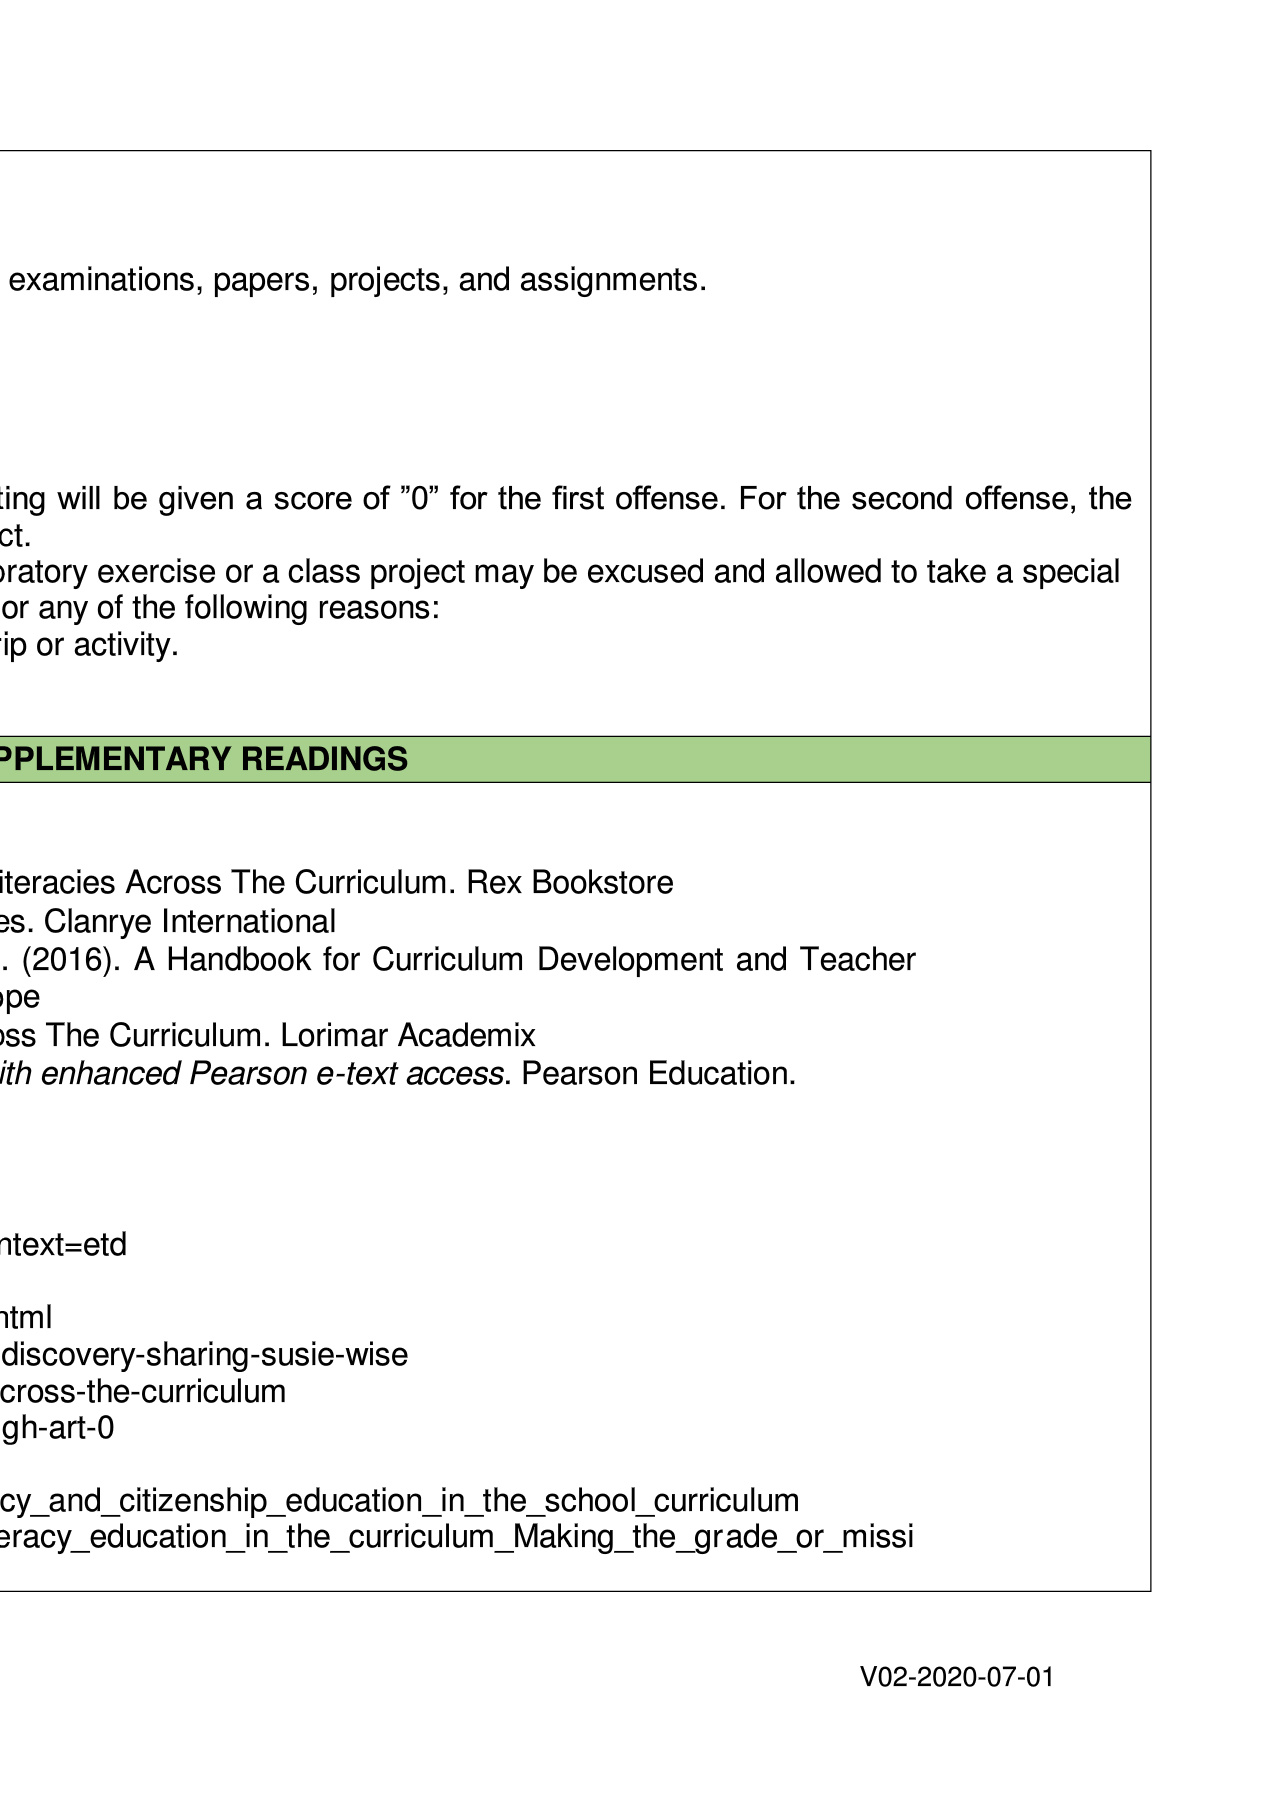 examinations, papers, projects, and assignments.
ting will be given a score of ”0” for the first offense. For the second offense, the
ct.
oratory exercise or a class project may be excused and allowed to take a special
or any of the following reasons:
rip or activity.
PPLEMENTARY READINGS
iteracies Across The Curriculum. Rex Bookstore
es. Clanrye International
. (2016). A Handbook for Curriculum Development and Teacher
ope
oss The Curriculum. Lorimar Academix
ith enhanced Pearson e-text access. Pearson Education.
ntext=etd
html
discovery-sharing-susie-wise
cross-the-curriculum
gh-art-0
cy_and_citizenship_education_in_the_school_curriculum
eracy_education_in_the_curriculum_Making_the_grade_or_missi
V02-2020-07-01